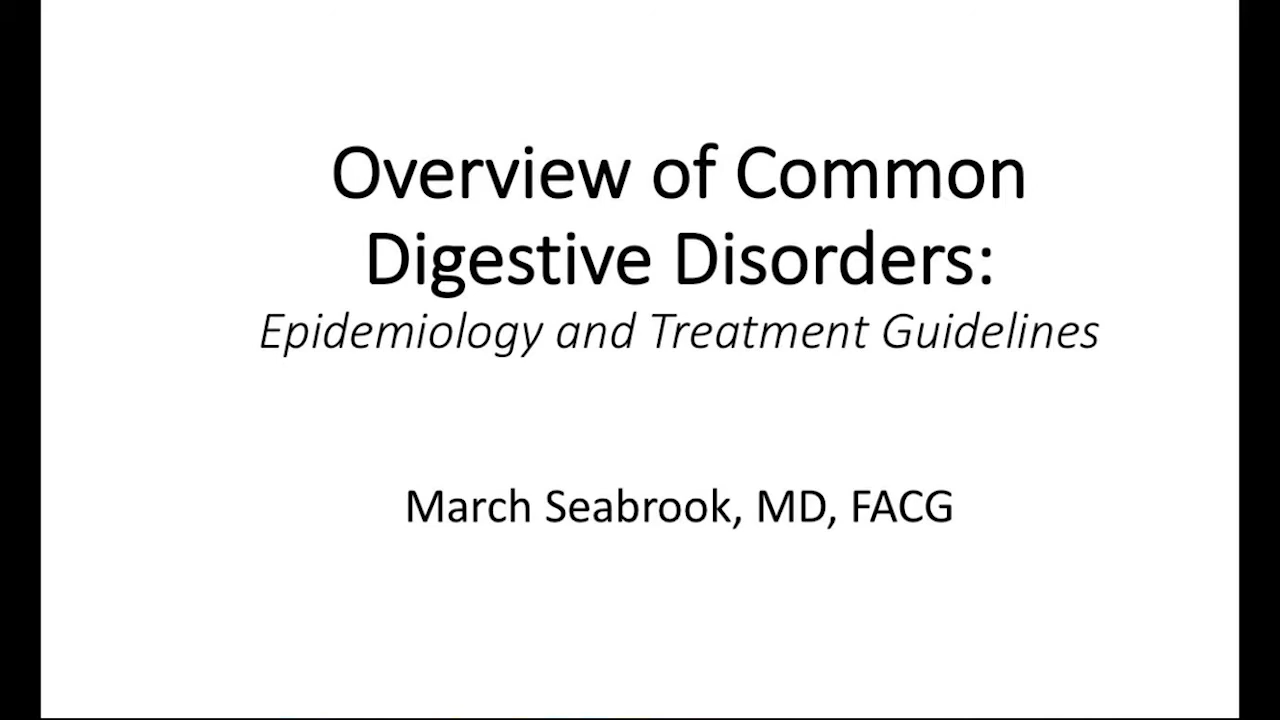 Overview of Common
Digestive Disorders:
Epidemiology and Treatment Guidelines
March Seabrook, MD, FACG